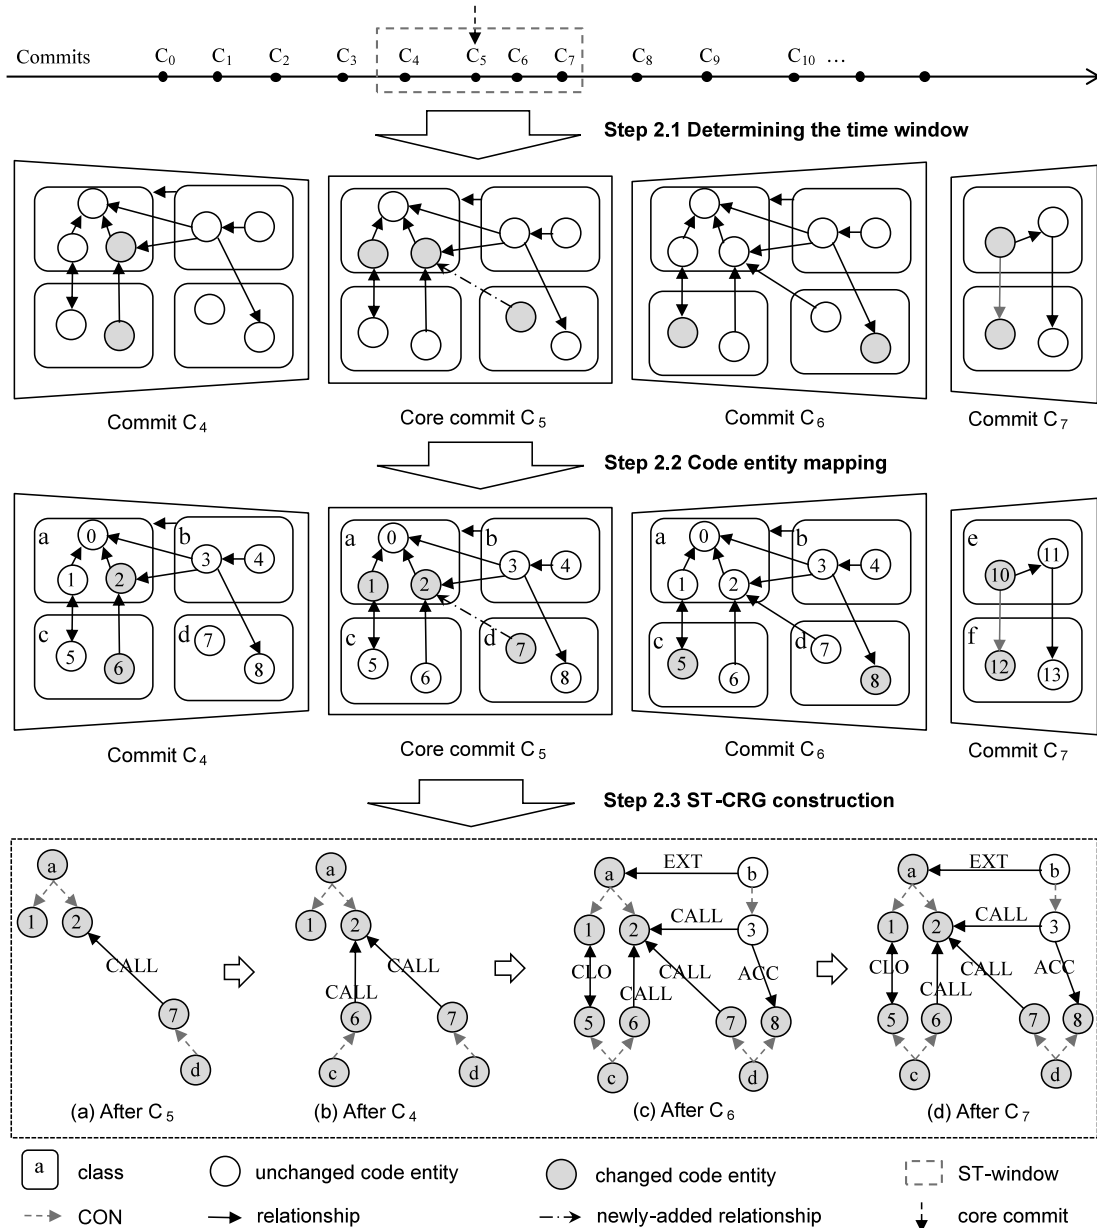 Commits C0 C1 C2 C3 C4 C5 C6 C7 C8 C9 C10 ...
Step 2.1 Determining the time window
Commit C4 Core commit C5 Commit C6 Commit C7
Step 2.2 Code entity mapping
a 0 b 1 2 3 4 c 5 6 d 7 8
a 0 b 1 2 3 4 c 5 6 d 7 8
a 0 b 1 2 3 4 c 5 6 d 7 8
e 10 11 f 12 13
Commit C4 Core commit C5 Commit C6 Commit C7
Step 2.3 ST-CRG construction
a 1 2 CALL 7 d
a 1 2 CALL CALL 6 7 c d
a EXT b 1 2 CALL 3 CLO CALL CALL ACC 5 6 7 8 c d
a EXT b 1 2 CALL 3 CLO CALL CALL ACC 5 6 7 8 c d
(a) After C5 (b) After C4 (c) After C6 (d) After C7
a class unchanged code entity changed code entity ST-window
CON relationship newly-added relationship core commit